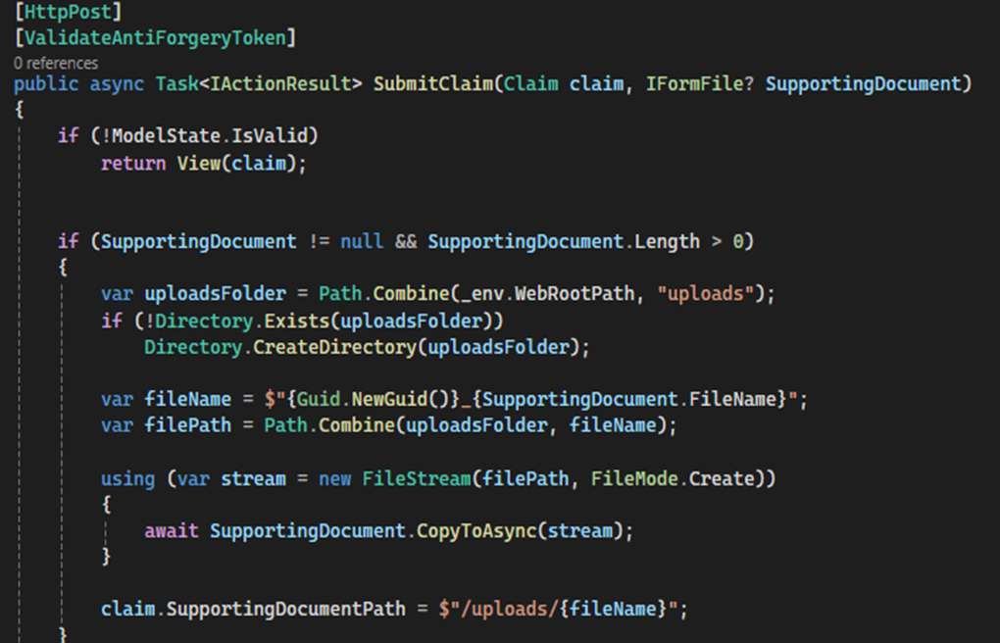 [HttpPost]
[ValidateAntiForgeryToken]
0 references
public async Task<IActionResult> SubmitClaim(Claim claim, IFormFile? SupportingDocument)
{
    if (!ModelState.IsValid)
        return View(claim);
    if (SupportingDocument != null && SupportingDocument.Length > 0)
    {
        var uploadsFolder = Path.Combine(_env.WebRootPath, "uploads");
        if (!Directory.Exists(uploadsFolder))
            Directory.CreateDirectory(uploadsFolder);
        var fileName = $"{Guid.NewGuid()}_{SupportingDocument.FileName}";
        var filePath = Path.Combine(uploadsFolder, fileName);
        using (var stream = new FileStream(filePath, FileMode.Create))
        {
            await SupportingDocument.CopyToAsync(stream);
        }
        claim.SupportingDocumentPath = $"/uploads/{fileName}";
    }